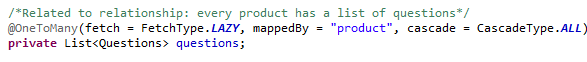 /*Related to relationship: every product has a list of questions*/
@OneToMany(fetch = FetchType.LAZY, mappedBy = "product", cascade = CascadeType.ALL)
private List<Questions> questions;